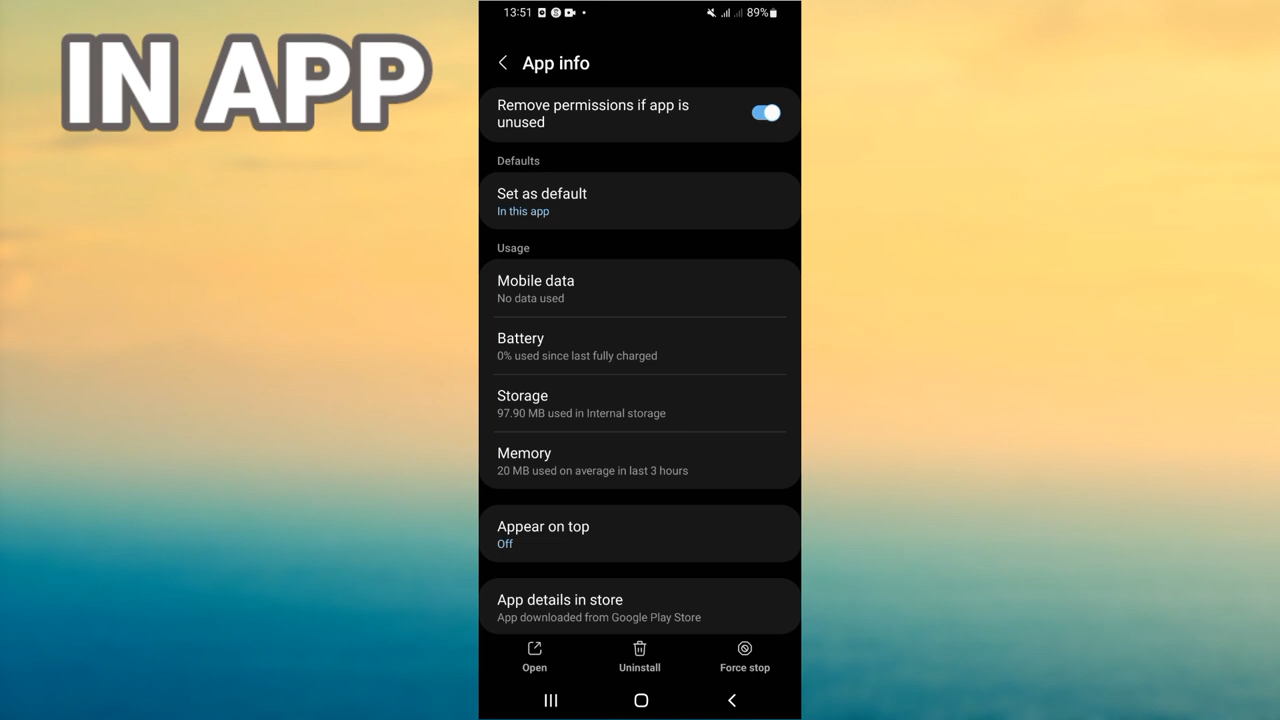 IN APP
13:51
89%
App info
Remove permissions if app is
unused
Defaults
Set as default
In this app
Usage
Mobile data
No data used
Battery
0% used since last fully charged
Storage
97.90 MB used in Internal storage
Memory
20 MB used on average in last 3 hours
Appear on top
Off
App details in store
App downloaded from Google Play Store
Open Uninstall Force stop